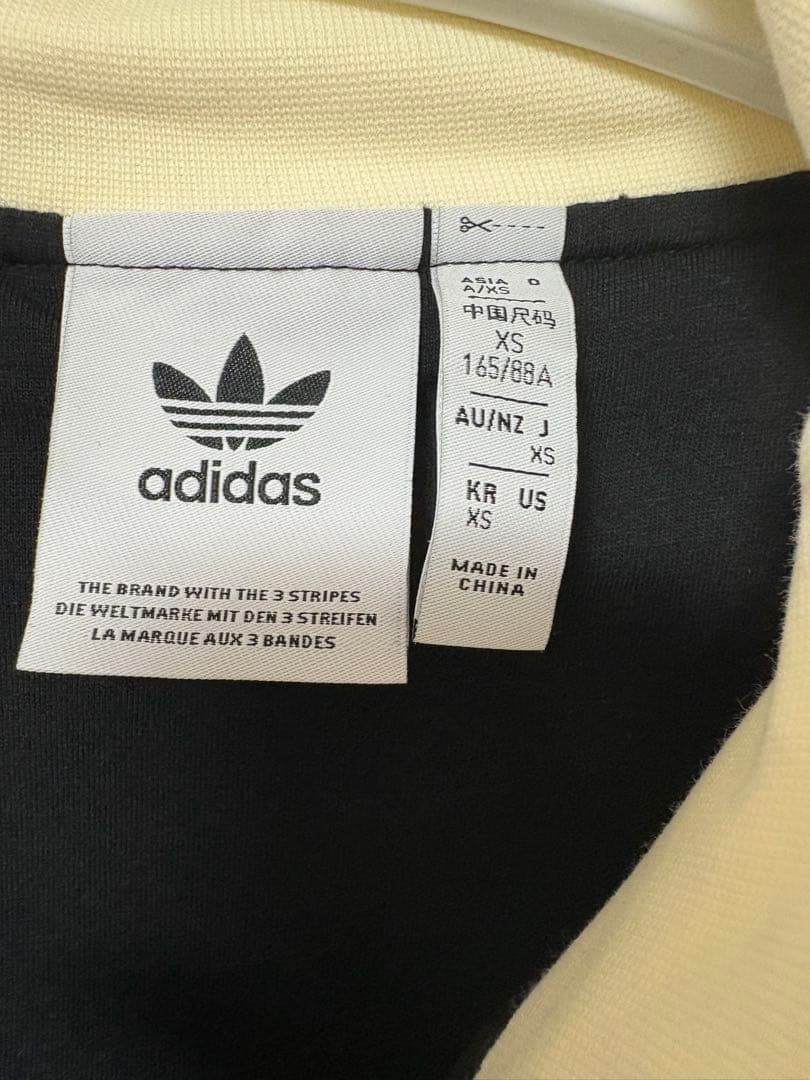 adidas
THE BRAND WITH THE 3 STRIPES
DIE WELTMARKE MIT DEN 3 STREIFEN
LA MARQUE AUX 3 BANDES
ASIA D
A/XS
中国尺码
XS
165/88A
AU/NZ J
XS
KR US
XS
MADE IN
CHINA